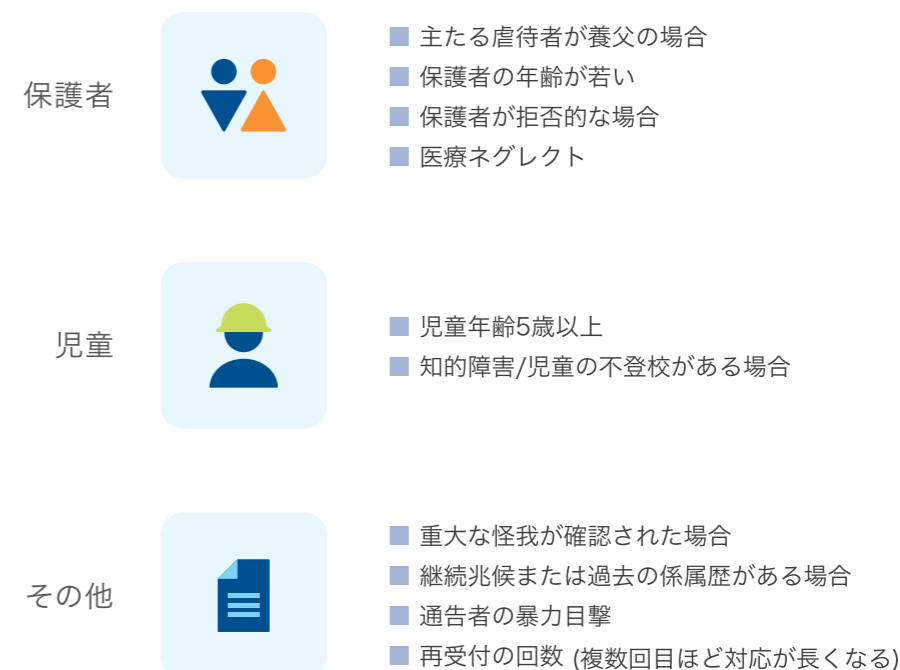 保護者
主たる虐待者が養父の場合
保護者の年齢が若い
保護者が拒否的な場合
医療ネグレクト
児童
児童年齢5歳以上
知的障害/児童の不登校がある場合
その他
重大な怪我が確認された場合
継続兆候または過去の係属歴がある場合
通告者の暴力目撃
再受付の回数 (複数回目ほど対応が長くなる)